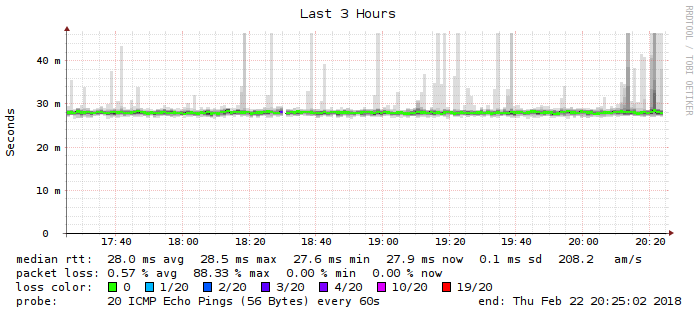 Last 3 Hours
RRDTOOL / TOBI OETIKER
Seconds
40 m
30 m
20 m
10 m
0
17:40 18:00 18:20 18:40 19:00 19:20 19:40 20:00 20:20
median rtt: 28.0 ms avg 28.5 ms max 27.6 ms min 27.9 ms now 0.1 ms sd 208.2 am/s
packet loss: 0.57 % avg 88.33 % max 0.00 % min 0.00 % now
loss color: 0 1/20 2/20 3/20 4/20 10/20 19/20
probe: 20 ICMP Echo Pings (56 Bytes) every 60s end: Thu Feb 22 20:25:02 2018